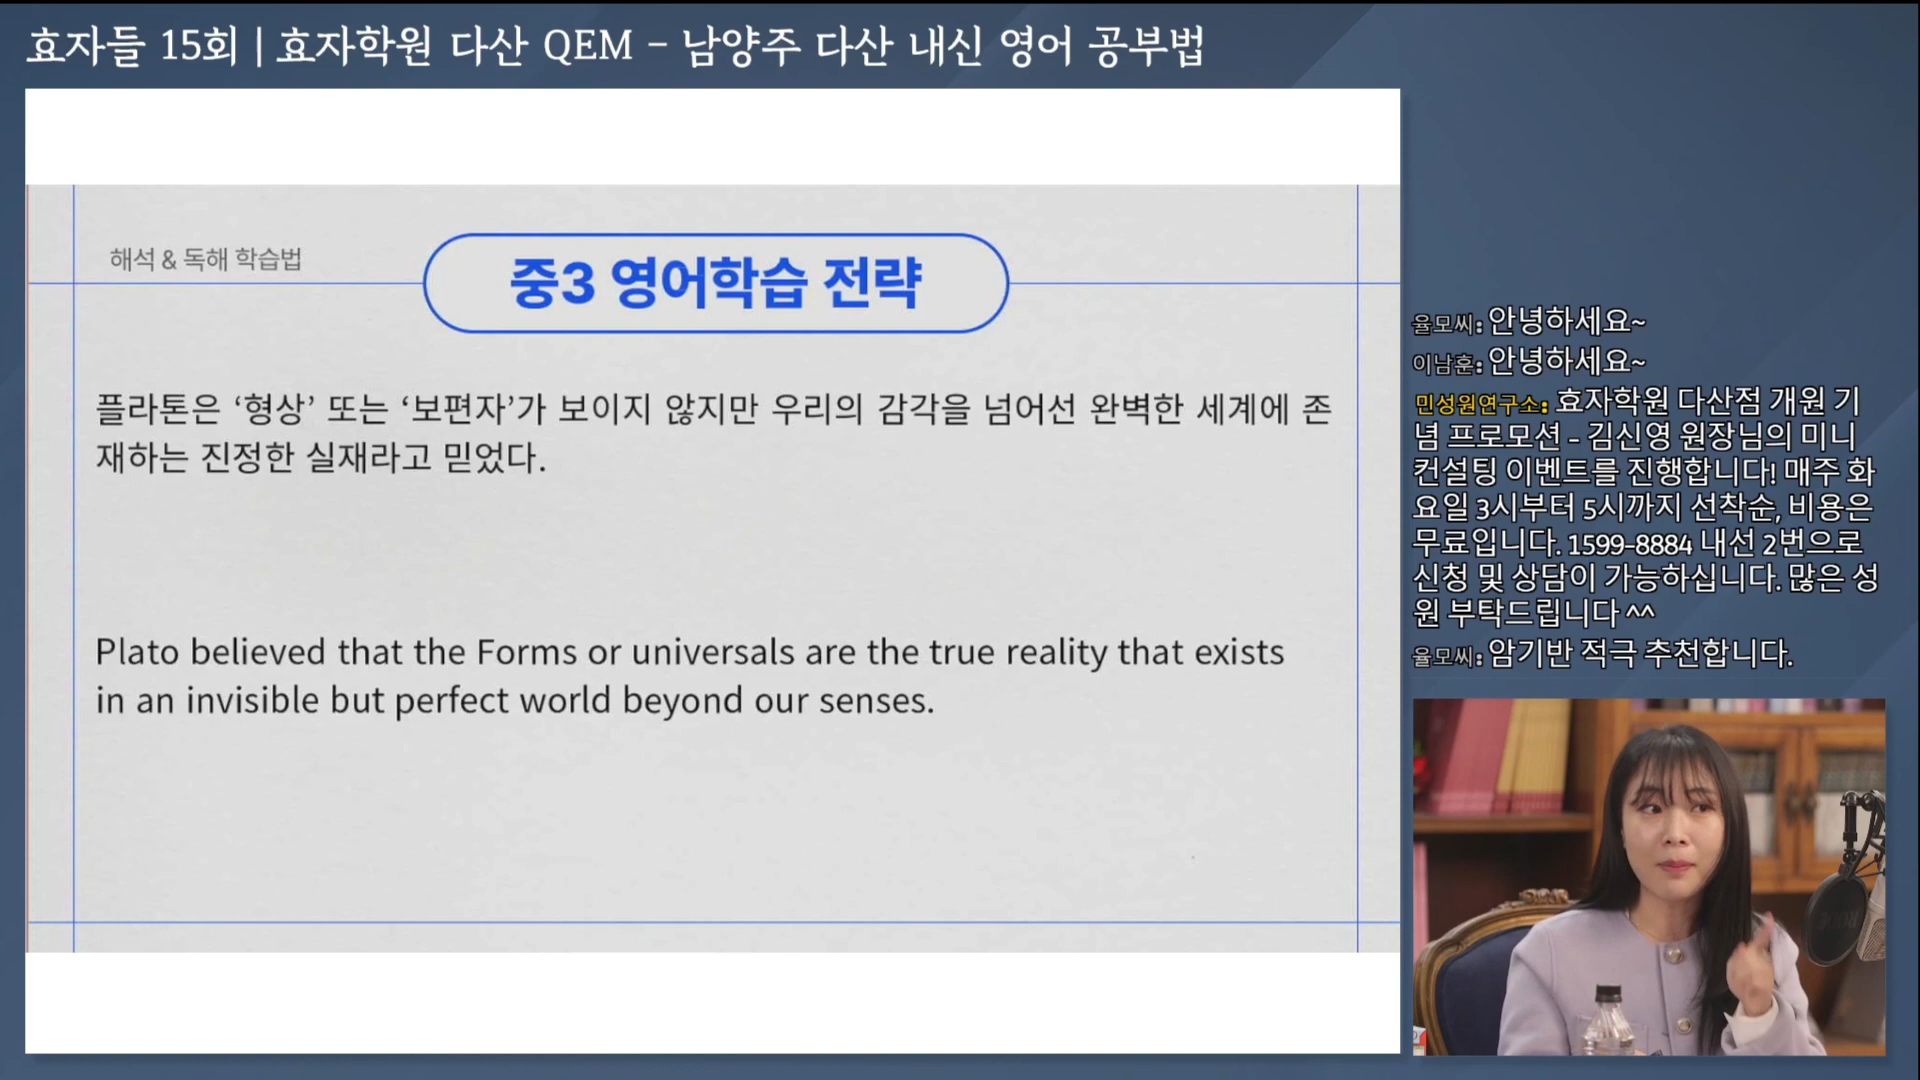 효자들 15회 | 효자학원 다산 QEM - 남양주 다산 내신 영어 공부법
해석 & 독해 학습법
중3 영어학습 전략
플라톤은 ‘형상’ 또는 ‘보편자’가 보이지 않지만 우리의 감각을 넘어선 완벽한 세계에 존
재하는 진정한 실재라고 믿었다.
Plato believed that the Forms or universals are the true reality that exists
in an invisible but perfect world beyond our senses.
율모씨: 안녕하세요~
이남훈: 안녕하세요~
민성원연구소: 효자학원 다산점 개원 기
념 프로모션 - 김신영 원장님의 미니
컨설팅 이벤트를 진행합니다! 매주 화
요일 3시부터 5시까지 선착순, 비용은
무료입니다. 1599-8884 내선 2번으로
신청 및 상담이 가능하십니다. 많은 성
원 부탁드립니다 ^^
율모씨: 암기반 적극 추천합니다.